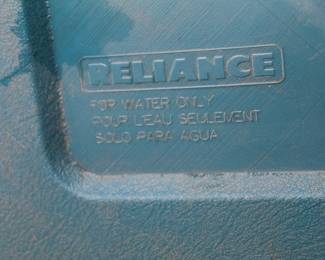 RELIANCE
FOR WATER ONLY
POUR L'EAU SEULEMENT
SOLO PARA AGUA